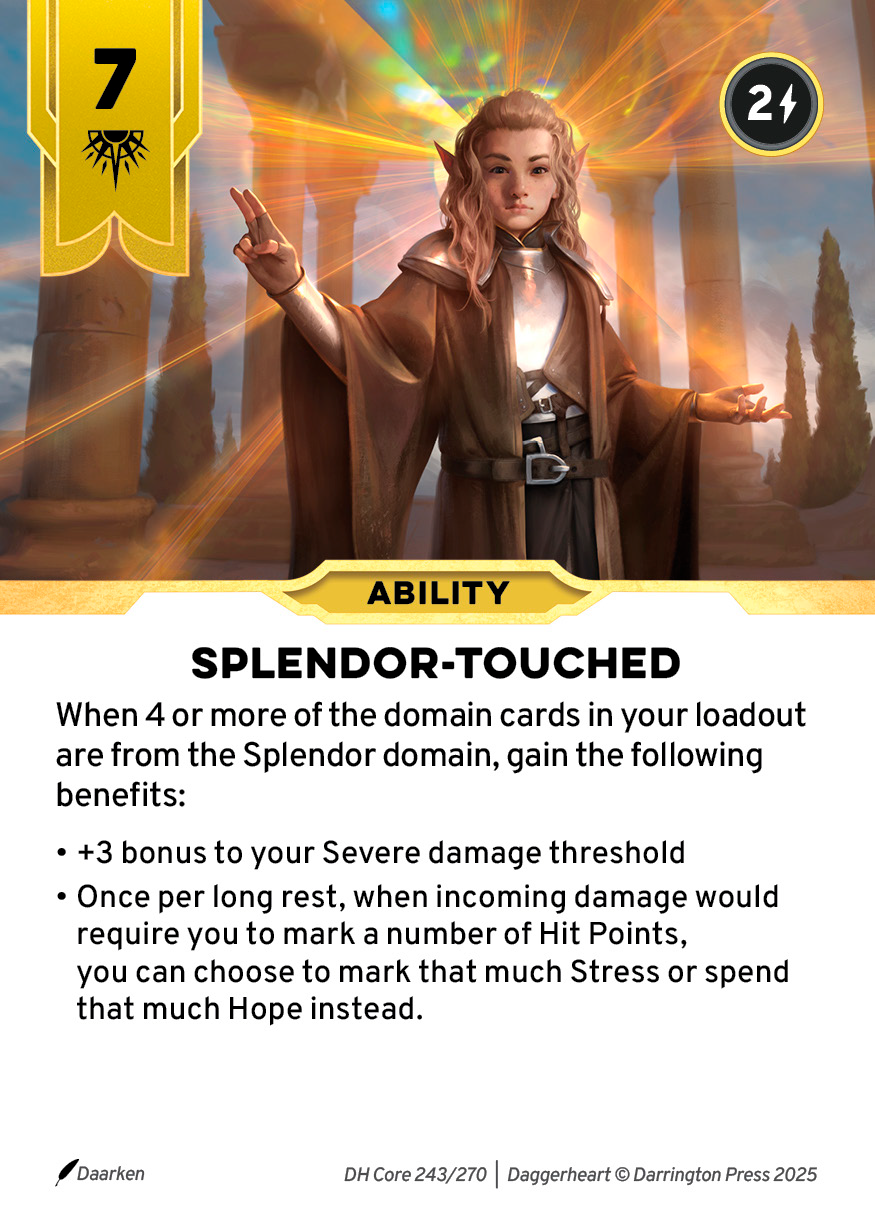 7
2
ABILITY
SPLENDOR-TOUCHED
When 4 or more of the domain cards in your loadout
are from the Splendor domain, gain the following
benefits:
• +3 bonus to your Severe damage threshold
• Once per long rest, when incoming damage would
require you to mark a number of Hit Points,
you can choose to mark that much Stress or spend
that much Hope instead.
Daarken
DH Core 243/270 | Daggerheart © Darrington Press 2025